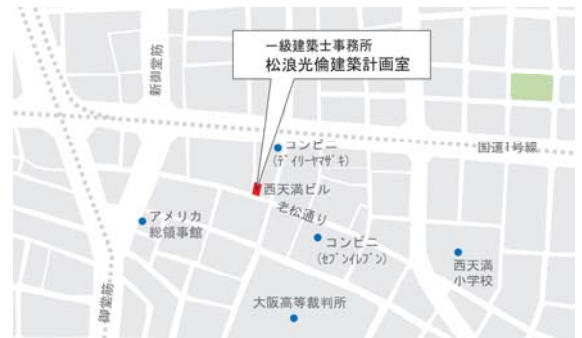 一級建築士事務所
松浪光倫建築計画室
新御堂筋
コンビニ
(ﾃﾞｲﾘｰﾔﾏｻﾞｷ)
国道1号線
西天満ビル
老松通り
アメリカ
総領事館
コンビニ
(ｾﾌﾞﾝｲﾚﾌﾞﾝ)
西天満
小学校
御堂筋
大阪高等裁判所